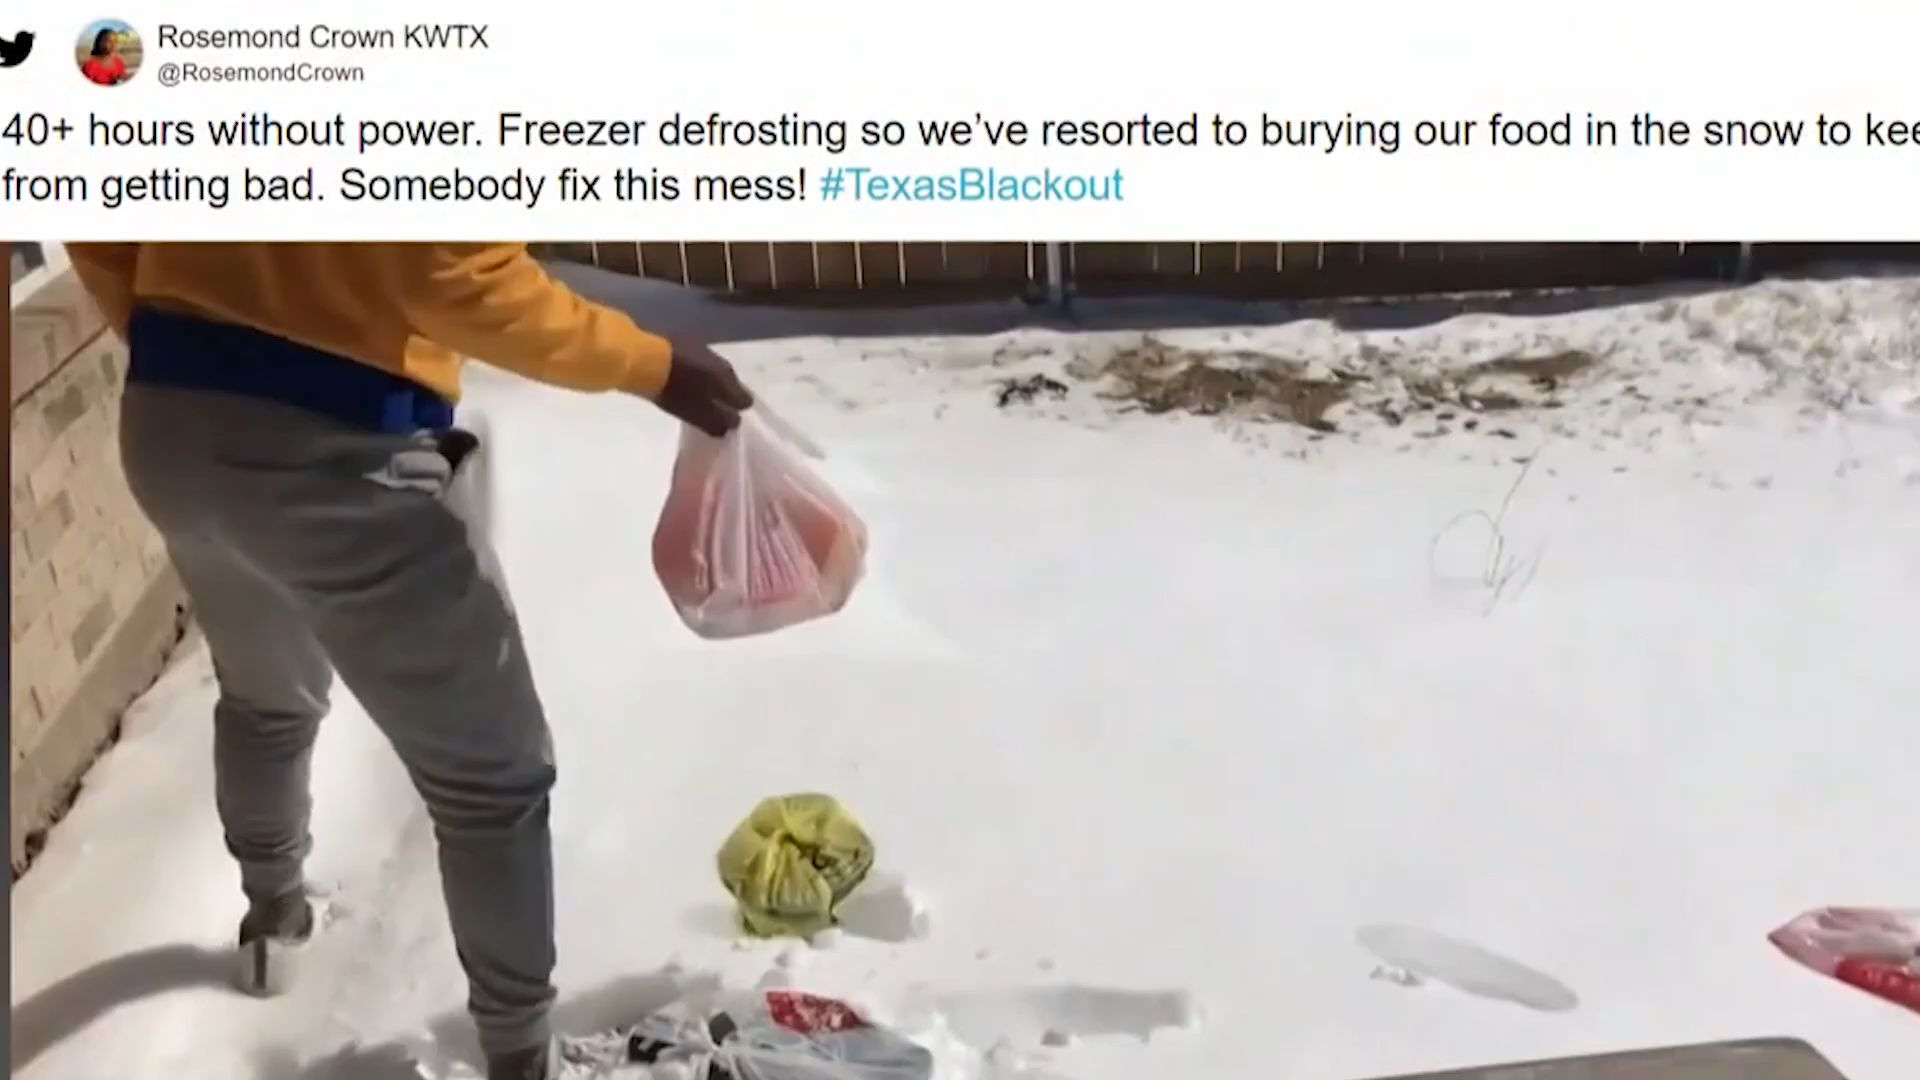 Rosemond Crown KWTX
@RosemondCrown
40+ hours without power. Freezer defrosting so we've resorted to burying our food in the snow to kee
from getting bad. Somebody fix this mess! #TexasBlackout